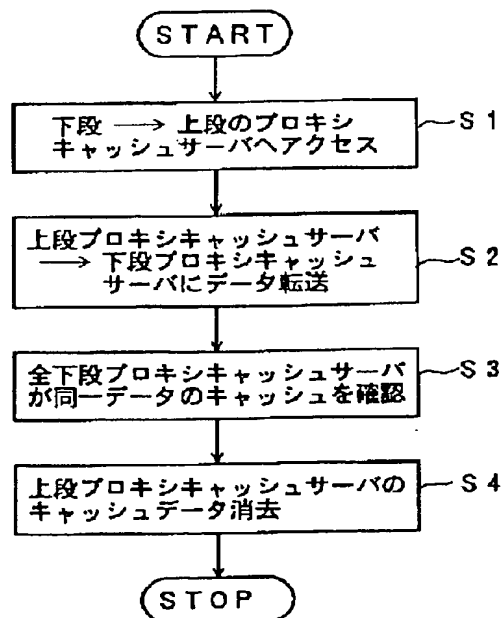 START
下段 → 上段のプロキシ
キャッシュサーバへアクセス
S1
上段プロキシキャッシュサーバ
→ 下段プロキシキャッシュ
サーバにデータ転送
S2
全下段プロキシキャッシュサーバ
が同一データのキャッシュを確認
S3
上段プロキシキャッシュサーバの
キャッシュデータ消去
S4
STOP